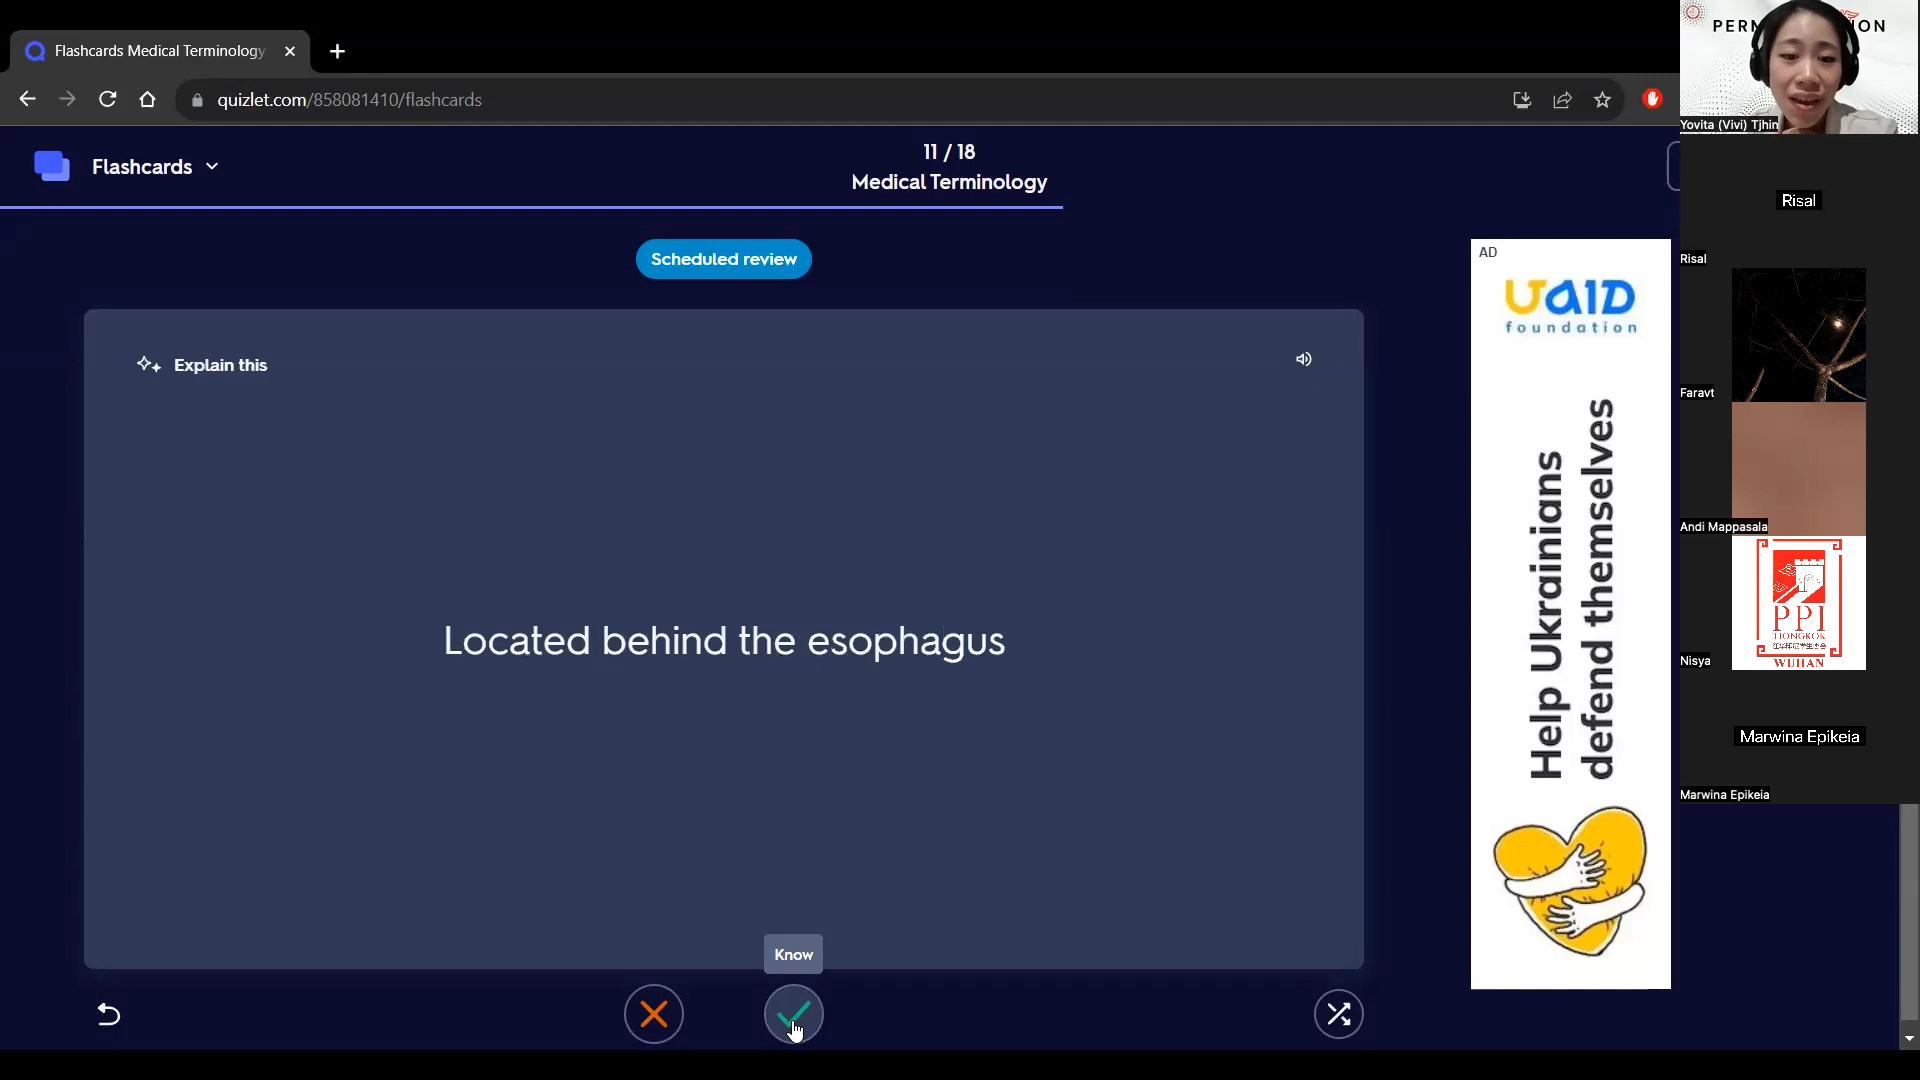 Flashcards Medical Terminology
quizlet.com/858081410/flashcards
Flashcards
11 / 18
Medical Terminology
Scheduled review
Explain this
Located behind the esophagus
Know
AD
UAID
foundation
Help Ukrainians
defend themselves
PERM
ON
Yovita (Vivi) Tjhin
Risal
Risal
Faravt
Andi Mappasala
PPI
TIONGKOK
WUHAN
Nisya
Marwina Epikeia
Marwina Epikeia